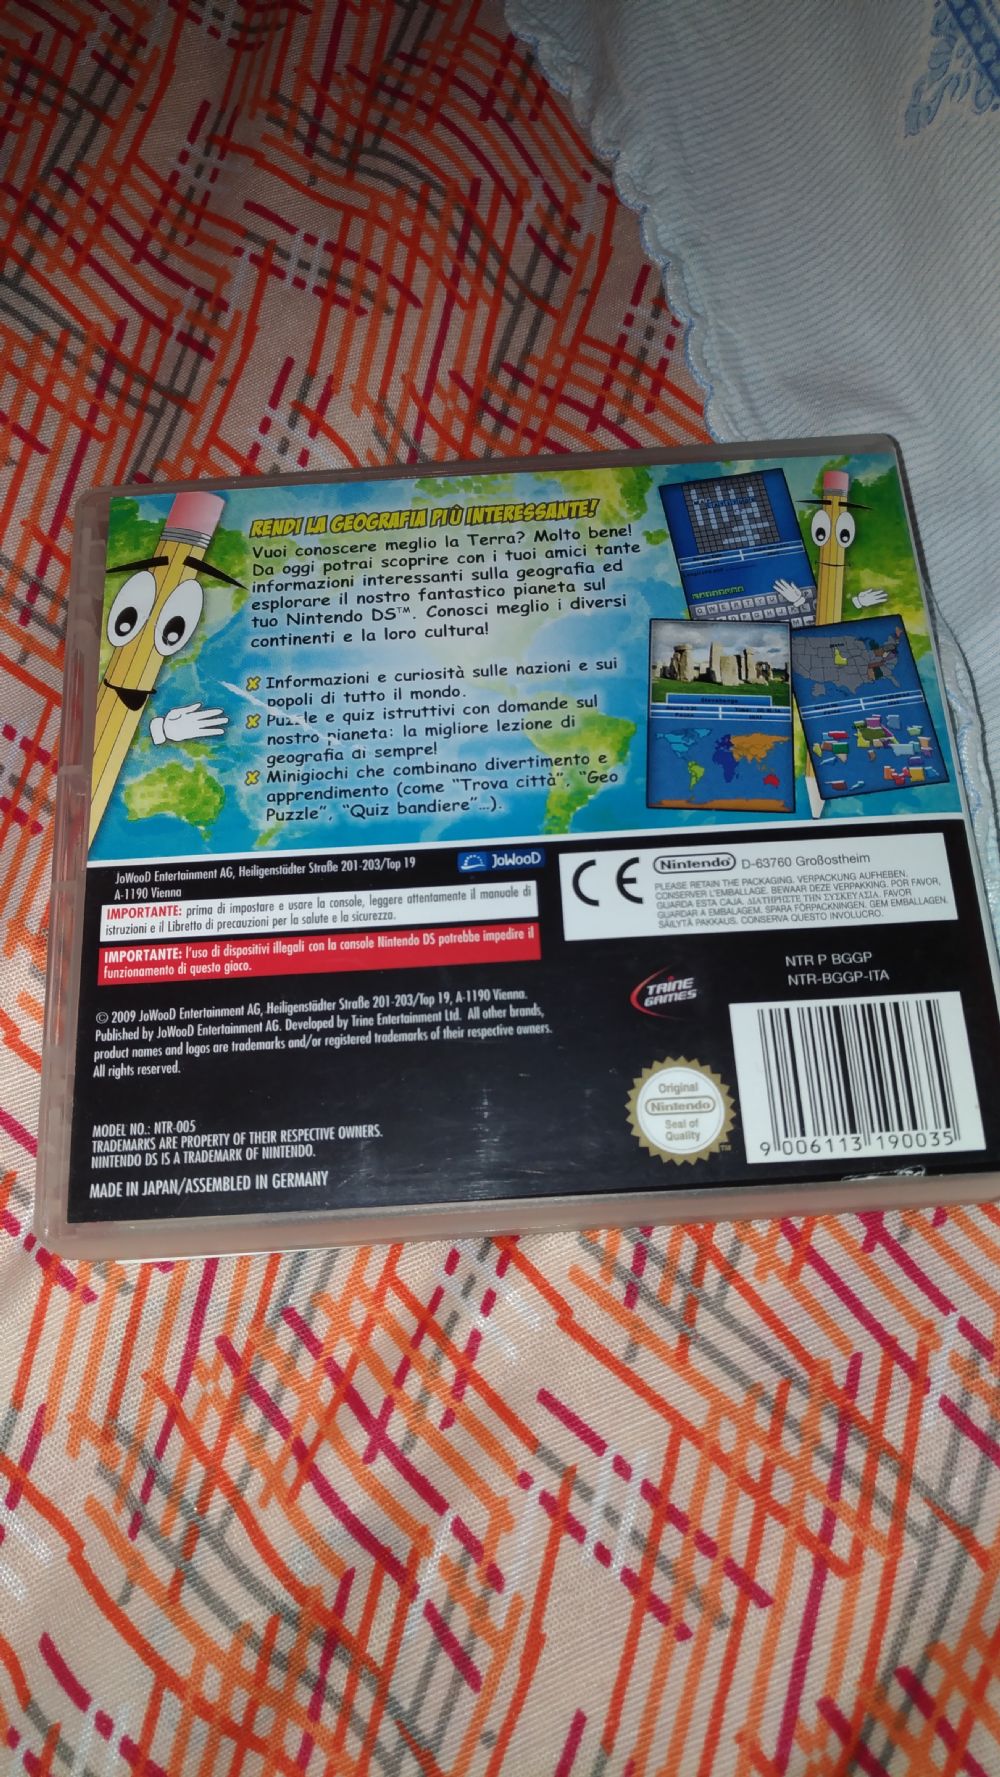 RENDI LA GEOGRAFIA PIÙ INTERESSANTE!
Vuoi conoscere meglio la Terra? Molto bene!
Da oggi potrai scoprire con i tuoi amici tante
informazioni interessanti sulla geografia ed
esplorare il nostro fantastico pianeta sul
tuo Nintendo DS™. Conosci meglio i diversi
continenti e la loro cultura!
Informazioni e curiosità sulle nazioni e sui
popoli di tutto il mondo.
Puzzle e quiz istruttivi con domande sul
nostro pianeta: la migliore lezione di
geografia di sempre!
Minigiochi che combinano divertimento e
apprendimento (come "Trova città", "Geo
Puzzle", "Quiz bandiere"...).
Stonehenge
JoWooD Entertainment AG, Heiligenstädter Straße 201-203/Top 19
A-1190 Vienna
JoWooD
IMPORTANTE: prima di impostare e usare la console, leggere attentamente il manuale di
istruzioni e il Libretto di precauzioni per la salute e la sicurezza.
IMPORTANTE: l'uso di dispositivi illegali con la console Nintendo DS potrebbe impedire il
funzionamento di questo gioco.
CE
Nintendo D-63760 Großostheim
PLEASE RETAIN THE PACKAGING. VERPACKUNG AUFHEBEN.
CONSERVER L'EMBALLAGE. BEWAAR DEZE VERPAKKING. POR FAVOR,
GUARDA ESTA CAJA. ΔΙΑΤΗΡΗΣΤΕ ΤΗΝ ΣΥΣΚΕΥΑΣΙΑ. FAVOR
GUARDAR A EMBALAGEM. SPARA FÖRPACKNINGEN. GEM EMBALLAGEN.
SÄILYTÄ PAKKAUS. CONSERVA QUESTO INVOLUCRO.
NTR P BGGP
NTR-BGGP-ITA
TRINE
GAMES
© 2009 JoWooD Entertainment AG, Heiligenstädter Straße 201-203/Top 19, A-1190 Vienna.
Published by JoWooD Entertainment AG. Developed by Trine Entertainment Ltd. All other brands,
product names and logos are trademarks and/or registered trademarks of their respective owners.
All rights reserved.
Original
Nintendo
Seal of
Quality
TM
9 006113 190035
MODEL NO.: NTR-005
TRADEMARKS ARE PROPERTY OF THEIR RESPECTIVE OWNERS.
NINTENDO DS IS A TRADEMARK OF NINTENDO.
MADE IN JAPAN/ASSEMBLED IN GERMANY